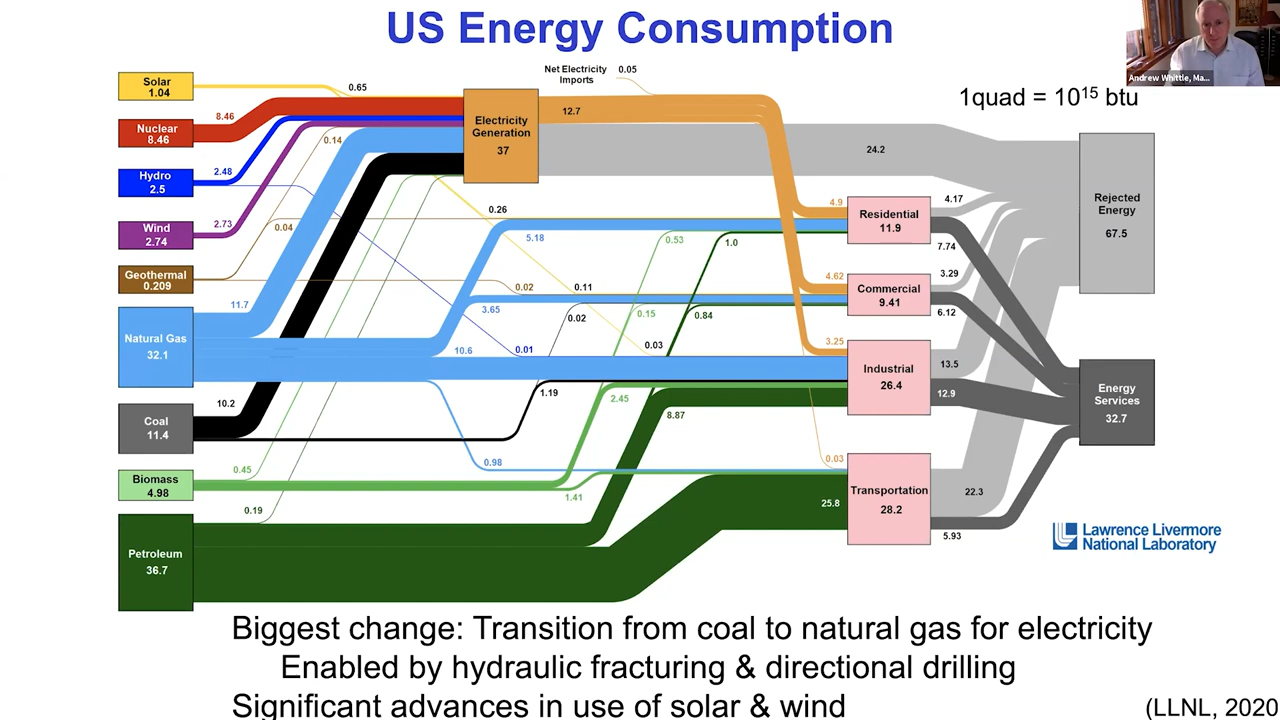 US Energy Consumption
Andrew Whittle, Ma...
1quad = 10¹⁵ btu
Net Electricity
Imports
0.05
Solar
1.04
0.65
Nuclear
8.46
8.46
Hydro
2.5
2.48
Wind
2.74
2.73
Geothermal
0.209
0.14
0.04
Natural Gas
32.1
11.7
Coal
11.4
10.2
Biomass
4.98
0.45
Petroleum
36.7
0.19
Electricity
Generation
37
12.7
24.2
0.26
5.18
0.53
1.0
0.02
0.11
3.65
0.02
0.15
0.84
10.6
0.01
0.03
1.19
2.45
8.87
0.98
1.41
25.8
4.9
4.62
3.25
0.03
Residential
11.9
Commercial
9.41
Industrial
26.4
Transportation
28.2
4.17
7.74
3.29
6.12
13.5
12.9
22.3
5.93
Rejected
Energy
67.5
Energy
Services
32.7
Lawrence Livermore
National Laboratory
Biggest change: Transition from coal to natural gas for electricity
Enabled by hydraulic fracturing & directional drilling
Significant advances in use of solar & wind
(LLNL, 2020